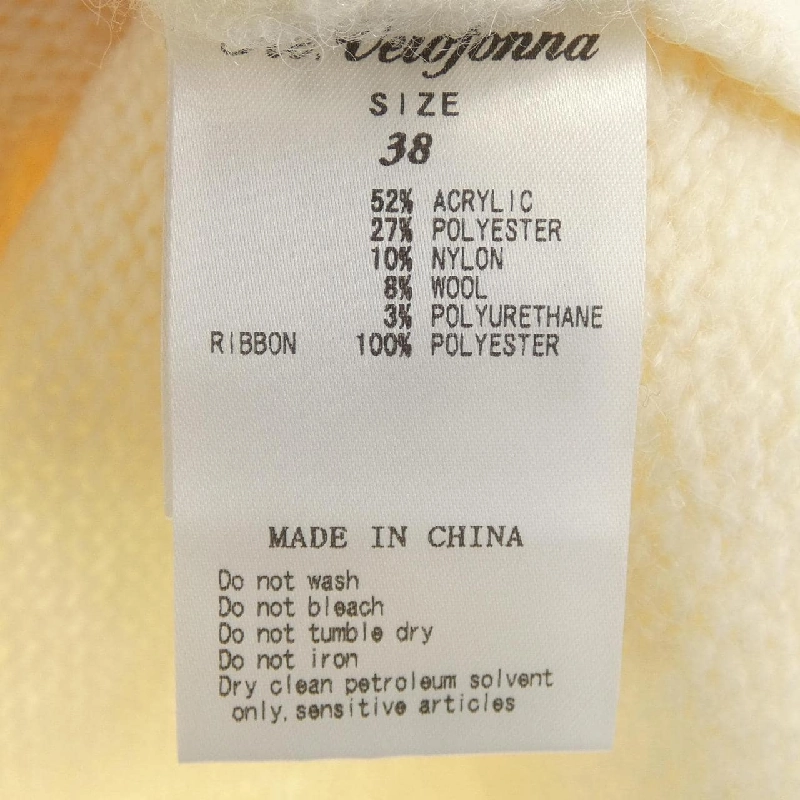 Verojonna
SIZE
38
52% ACRYLIC
27% POLYESTER
10% NYLON
8% WOOL
3% POLYURETHANE
RIBBON 100% POLYESTER
MADE IN CHINA
Do not wash
Do not bleach
Do not tumble dry
Do not iron
Dry clean petroleum solvent
only, sensitive articles